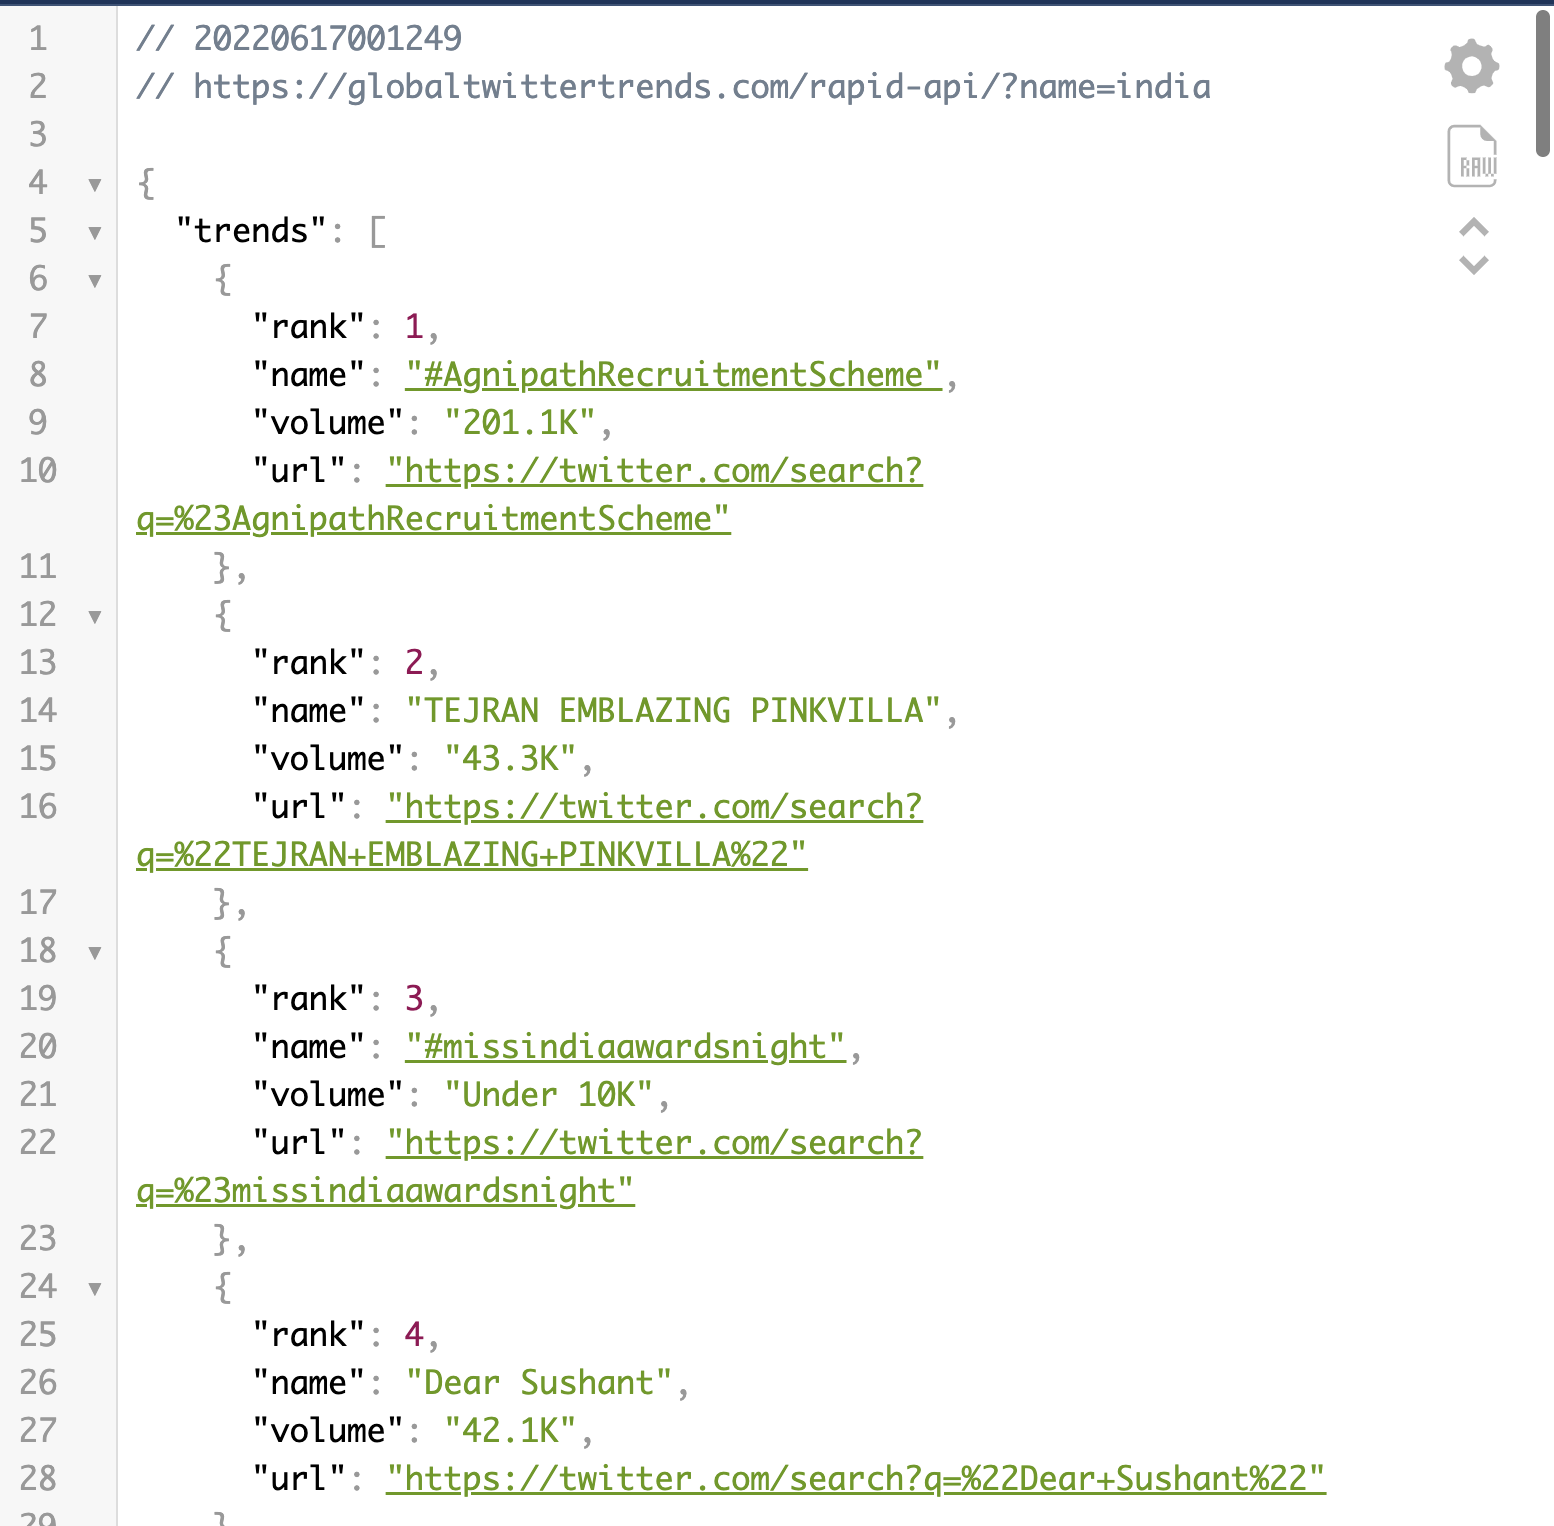 1 // 20220617001249
2 // https://globaltwittertrends.com/rapid-api/?name=india
3
4 ▼ {
5 ▼ "trends": [
6 ▼ {
7 "rank": 1,
8 "name": "#AgnipathRecruitmentScheme",
9 "volume": "201.1K",
10 "url": "https://twitter.com/search?
q=%23AgnipathRecruitmentScheme"
11 },
12 ▼ {
13 "rank": 2,
14 "name": "TEJRAN EMBLAZING PINKVILLA",
15 "volume": "43.3K",
16 "url": "https://twitter.com/search?
q=%22TEJRAN+EMBLAZING+PINKVILLA%22"
17 },
18 ▼ {
19 "rank": 3,
20 "name": "#missindiaawardsnight",
21 "volume": "Under 10K",
22 "url": "https://twitter.com/search?
q=%23missindiaawardsnight"
23 },
24 ▼ {
25 "rank": 4,
26 "name": "Dear Sushant",
27 "volume": "42.1K",
28 "url": "https://twitter.com/search?q=%22Dear+Sushant%22"
29 }
RAW